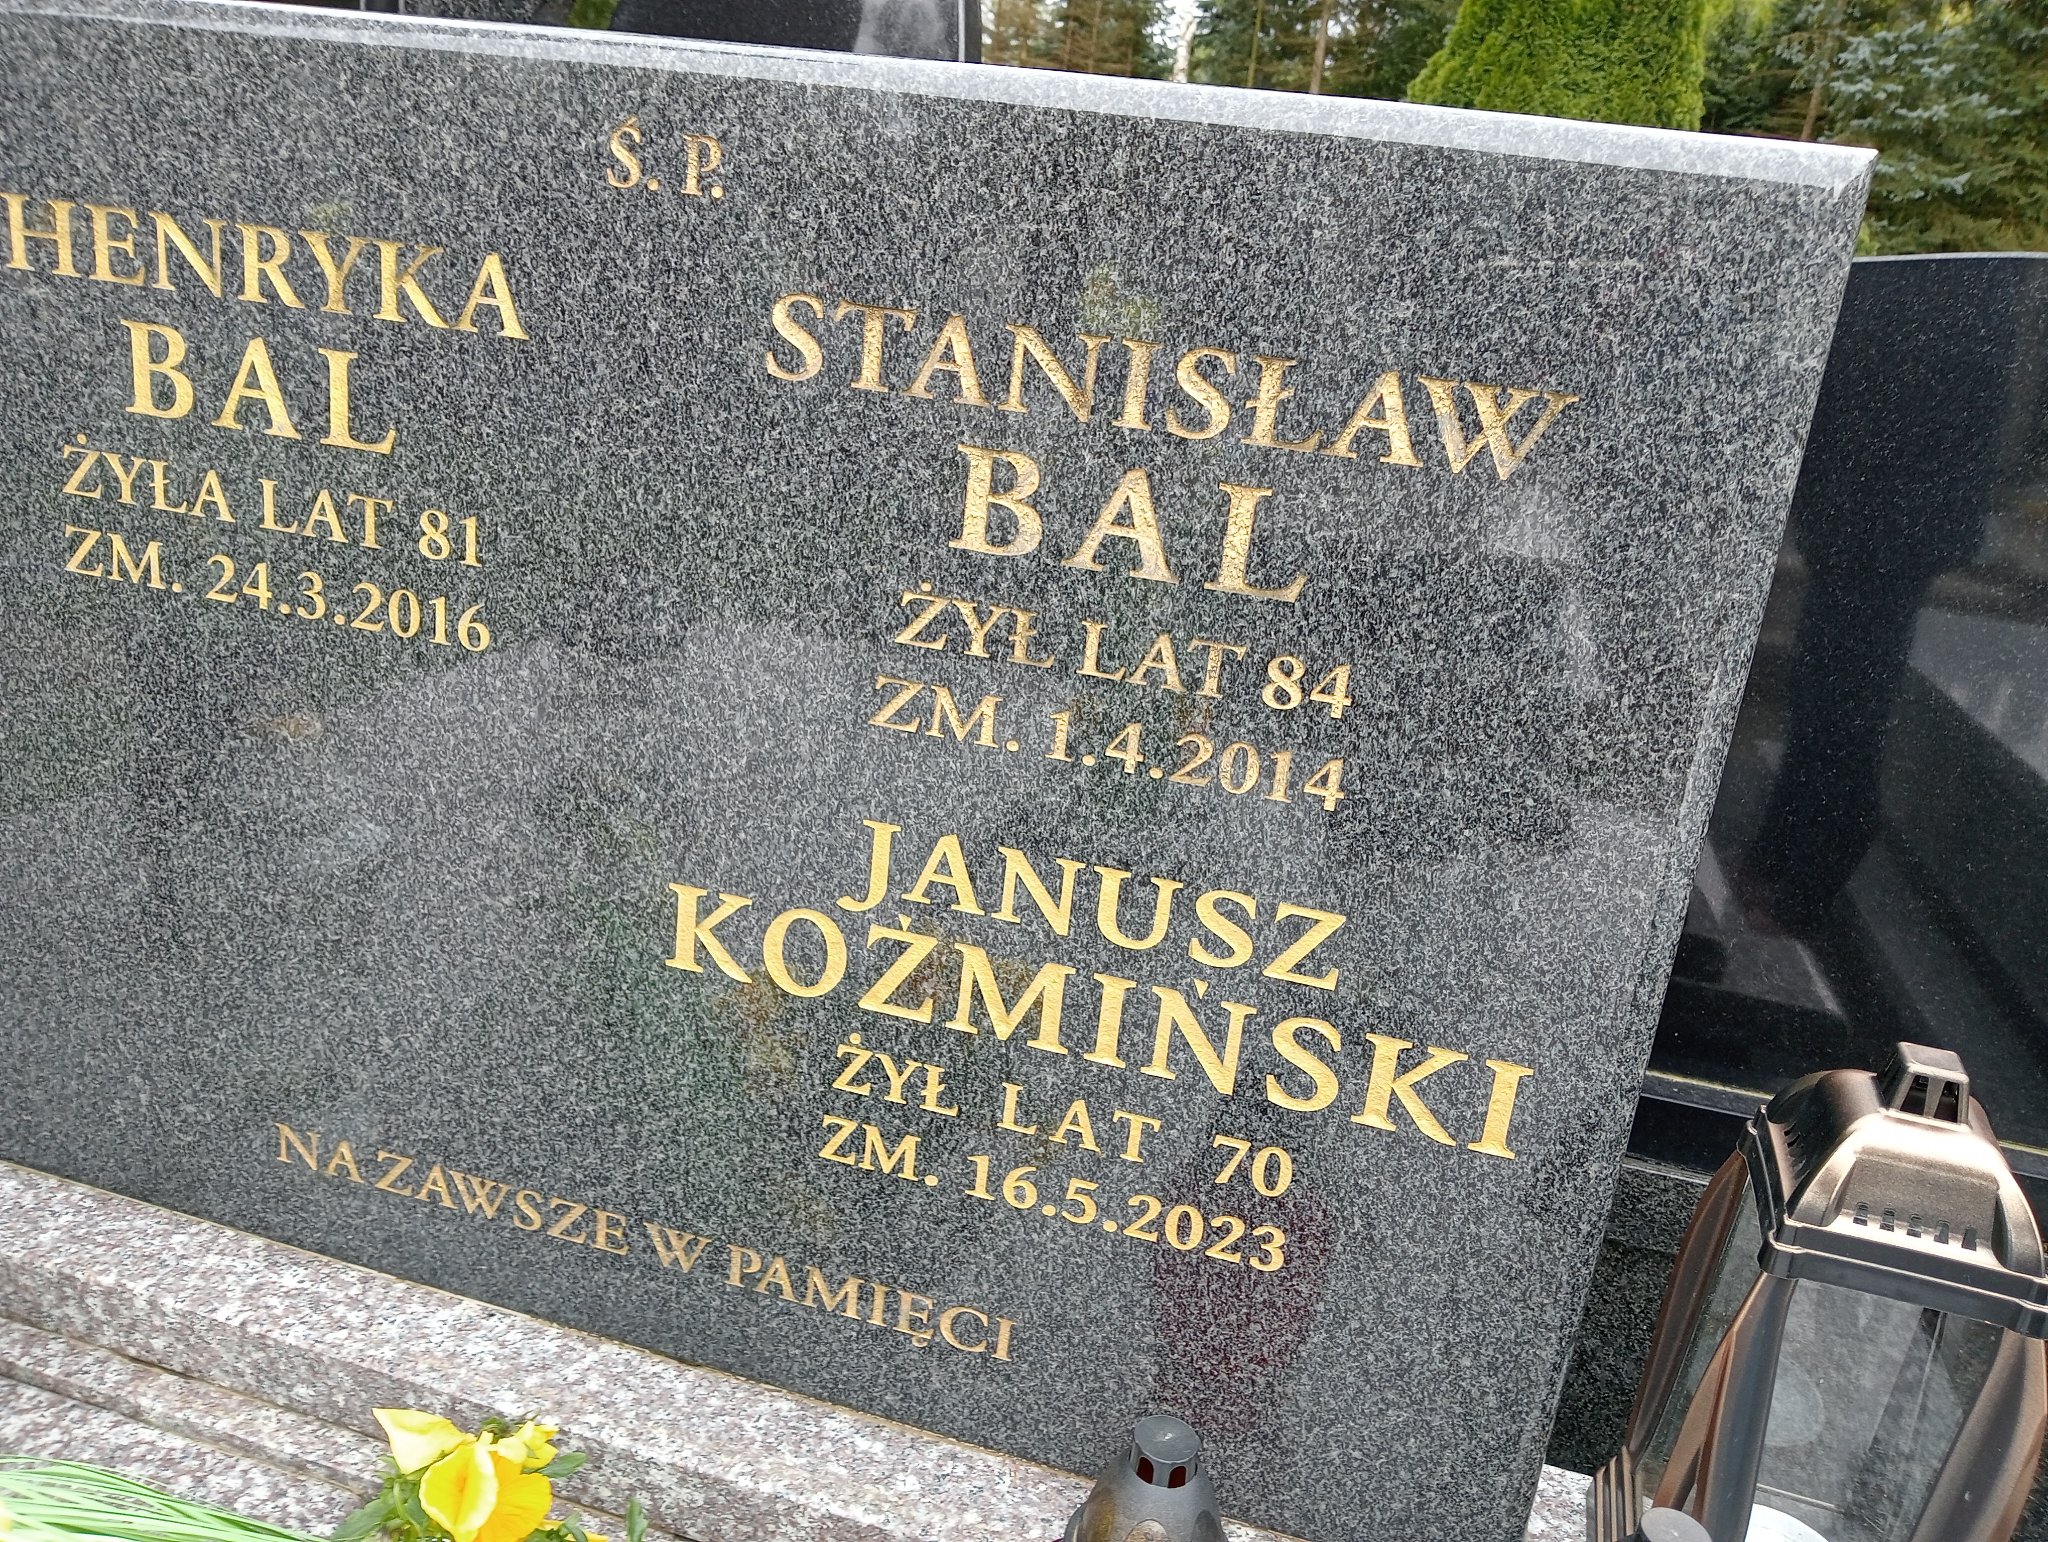 Ś. P.
HENRYKA
BAL
ŻYŁA LAT 81
ZM. 24.3.2016
STANISŁAW
BAL
ŻYŁ LAT 84
ZM. 1.4.2014
JANUSZ
KOŻMIŃSKI
ŻYŁ LAT 70
ZM. 16.5.2023
NA ZAWSZE W PAMIĘCI